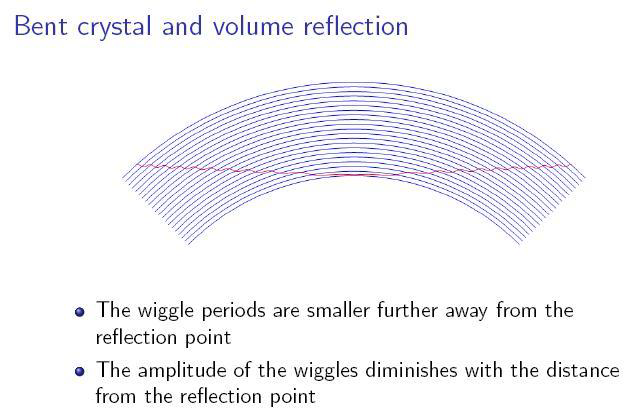 Bent crystal and volume reflection
The wiggle periods are smaller further away from the
reflection point
The amplitude of the wiggles diminishes with the distance
from the reflection point